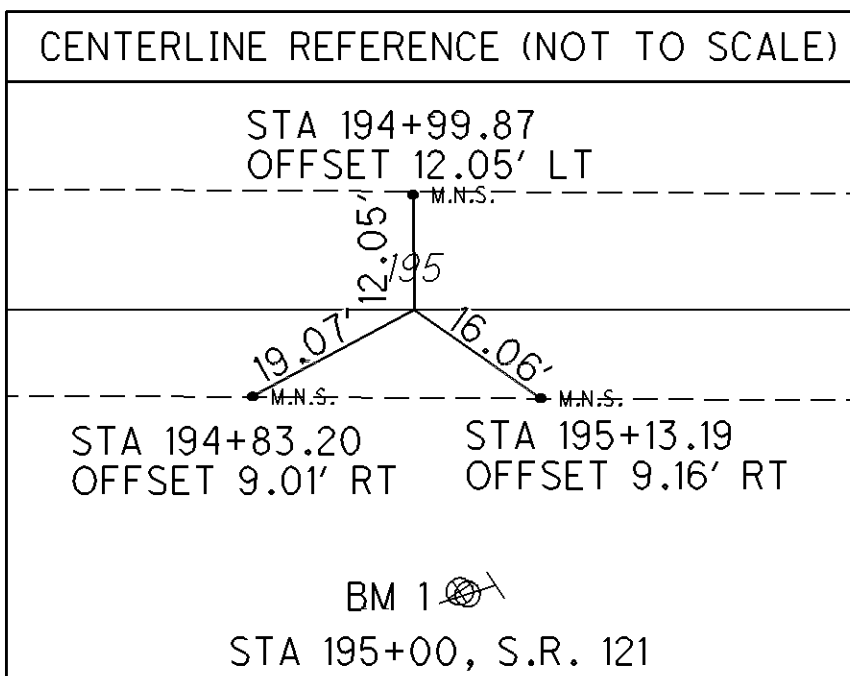 CENTERLINE REFERENCE (NOT TO SCALE)
STA 194+99.87
OFFSET 12.05' LT
M.N.S.
12.05'
195
19.07'
16.06'
M.N.S.
M.N.S.
STA 194+83.20
OFFSET 9.01' RT
STA 195+13.19
OFFSET 9.16' RT
BM 1
STA 195+00, S.R. 121